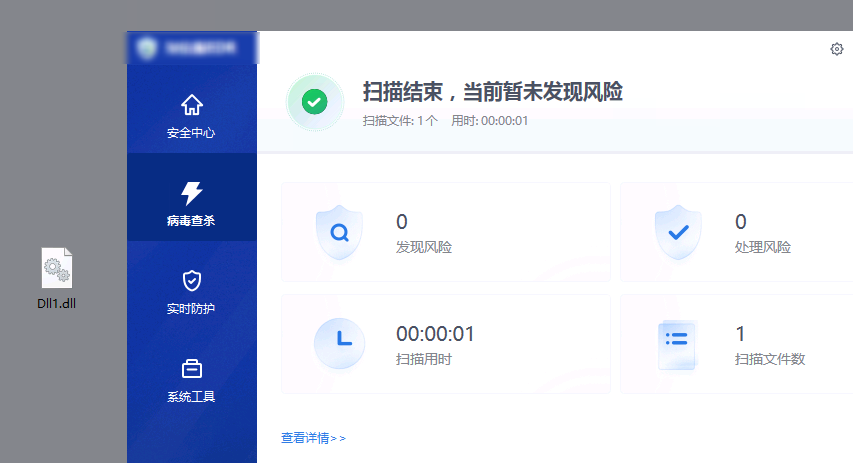 安全中心
病毒查杀
实时防护
系统工具
Dll1.dll
扫描结束，当前暂未发现风险
扫描文件: 1 个 用时: 00:00:01
0
发现风险
0
处理风险
00:00:01
扫描用时
1
扫描文件数
查看详情>>